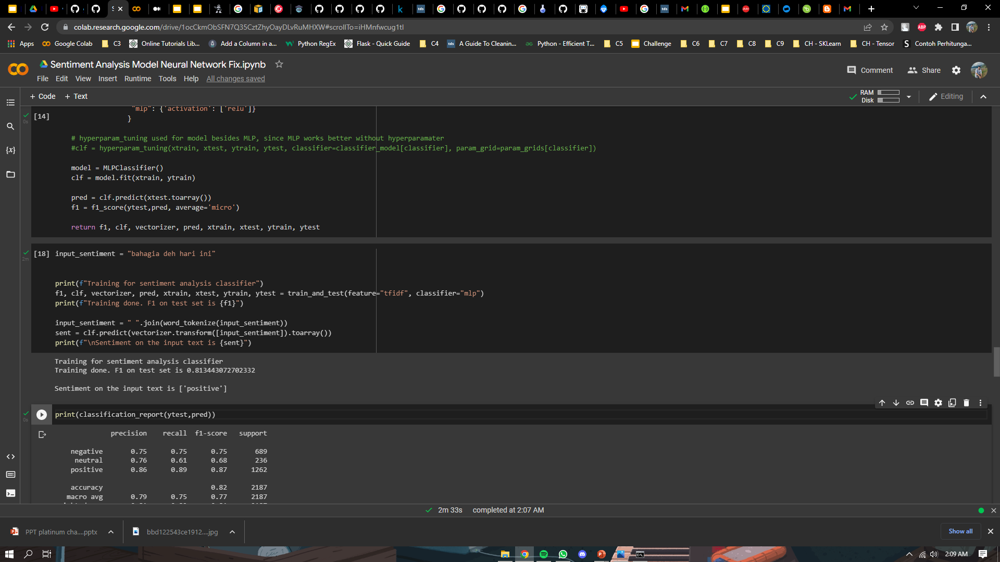 S
tds
k
tds
colab.research.google.com/drive/1ocCkmObSFN7Q35CztZhyOayDLvRuMHXW#scrollTo=iHMnfwcug1tI
ABP
Apps
Google Colab
C3
Online Tutorials Lib...
Add a Column in a...
Python RegEx
Flask - Quick Guide
C4
tds
A Guide To Cleanin...
Python - Efficient T...
C5
Challenge
C6
C7
C8
C9
CH - SKLearn
CH - Tensor
S
Contoh Perhitunga...
Sentiment Analysis Model Neural Network Fix.ipynb
Comment
Share
File Edit View Insert Runtime Tools Help All changes saved
+ Code + Text
RAM
Disk
Editing
"mlp": {'activation': ['relu']}
[14]
0s
}
# hyperparam_tuning used for model besides MLP, since MLP works better without hyperparamater
#clf = hyperparam_tuning(xtrain, xtest, ytrain, ytest, classifier=classifier_model[classifier], param_grid=param_grids[classifier])
model = MLPClassifier()
clf = model.fit(xtrain, ytrain)
pred = clf.predict(xtest.toarray())
f1 = f1_score(ytest,pred, average='micro')
return f1, clf, vectorizer, pred, xtrain, xtest, ytrain, ytest
{x}
2m
[18] input_sentiment = "bahagia deh hari ini"
print(f"Training for sentiment analysis classifier")
f1, clf, vectorizer, pred, xtrain, xtest, ytrain, ytest = train_and_test(feature="tfidf", classifier="mlp")
print(f"Training done. F1 on test set is {f1}")
input_sentiment = " ".join(word_tokenize(input_sentiment))
sent = clf.predict(vectorizer.transform([input_sentiment]).toarray())
print(f"\nSentiment on the input text is {sent}")
Training for sentiment analysis classifier
Training done. F1 on test set is 0.813443072702332
Sentiment on the input text is ['positive']
0s
print(classification_report(ytest,pred))
precision recall f1-score support
negative 0.75 0.75 0.75 689
neutral 0.76 0.61 0.68 236
positive 0.86 0.89 0.87 1262
accuracy 0.82 2187
macro avg 0.79 0.75 0.77 2187
2m 33s completed at 2:07 AM
PPT platinum cha....pptx
bbd122543ce1912....jpg
Show all
2:09 AM